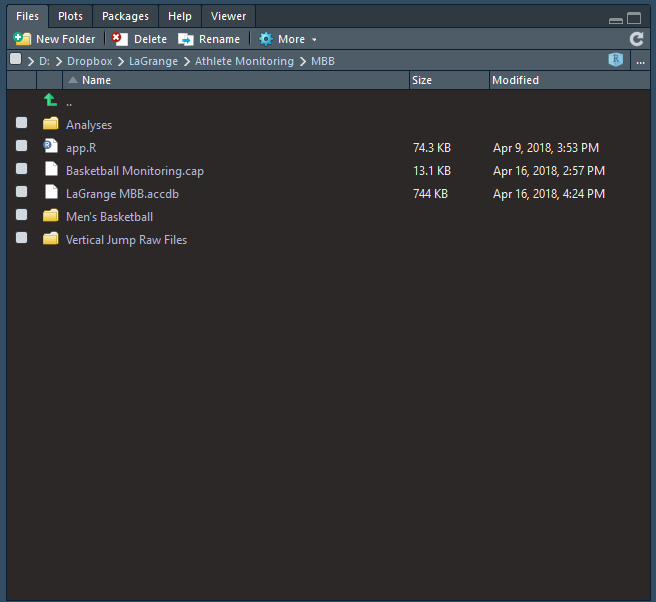 Files Plots Packages Help Viewer
New Folder Delete Rename More
D: Dropbox LaGrange Athlete Monitoring MBB R ...
Name Size Modified
..
Analyses
app.R 74.3 KB Apr 9, 2018, 3:53 PM
Basketball Monitoring.cap 13.1 KB Apr 16, 2018, 2:57 PM
LaGrange MBB.accdb 744 KB Apr 16, 2018, 4:24 PM
Men's Basketball
Vertical Jump Raw Files